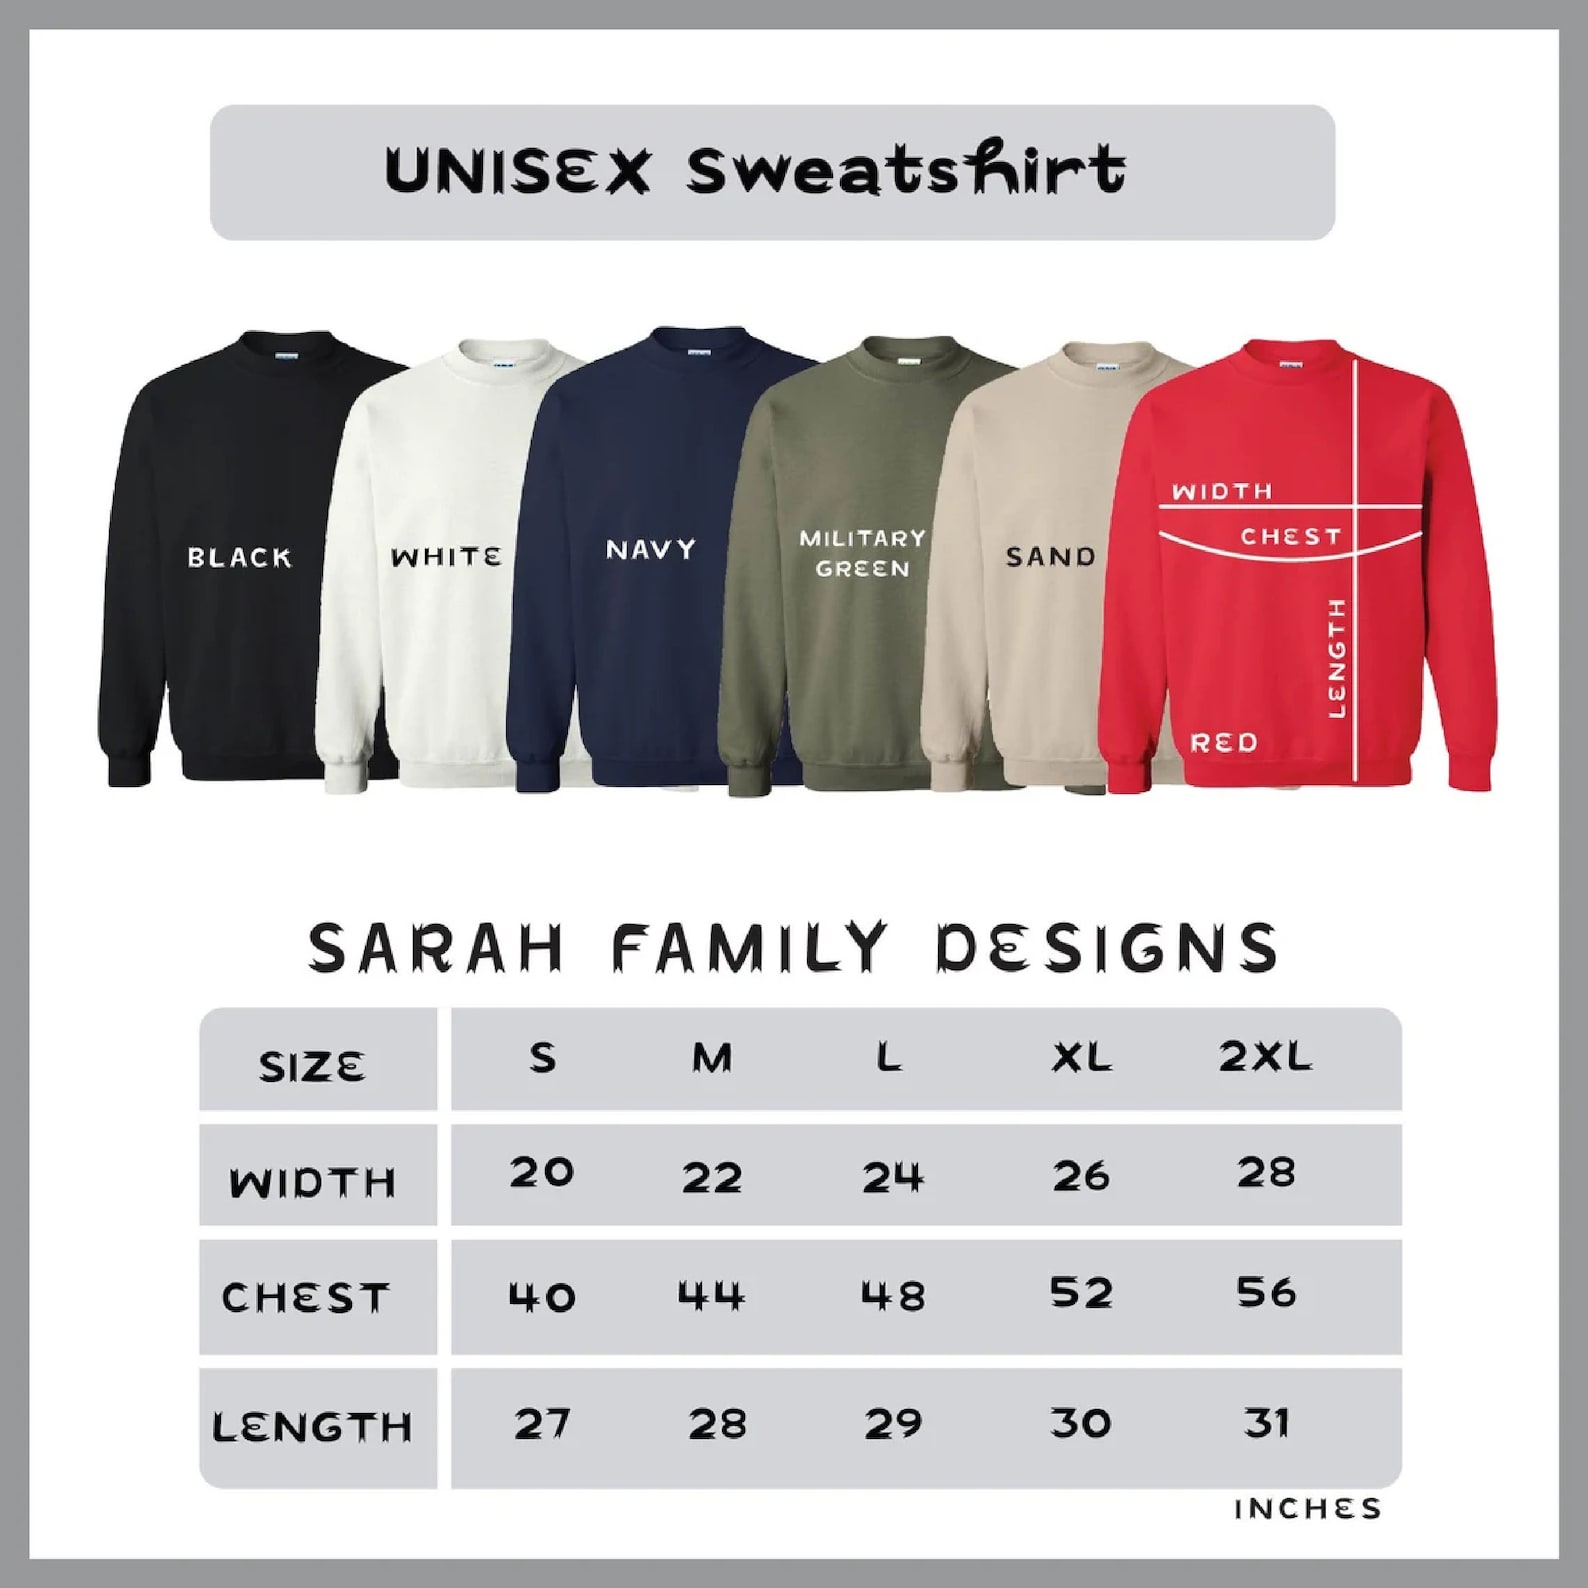 UNISEX Sweatshirt
BLACK
WHITE
NAVY
MILITARY
GREEN
SAND
WIDTH
CHEST
LENGTH
RED
SARAH FAMILY DESIGNS
SIZE S M L XL 2XL
WIDTH 20 22 24 26 28
CHEST 40 44 48 52 56
LENGTH 27 28 29 30 31
INCHES